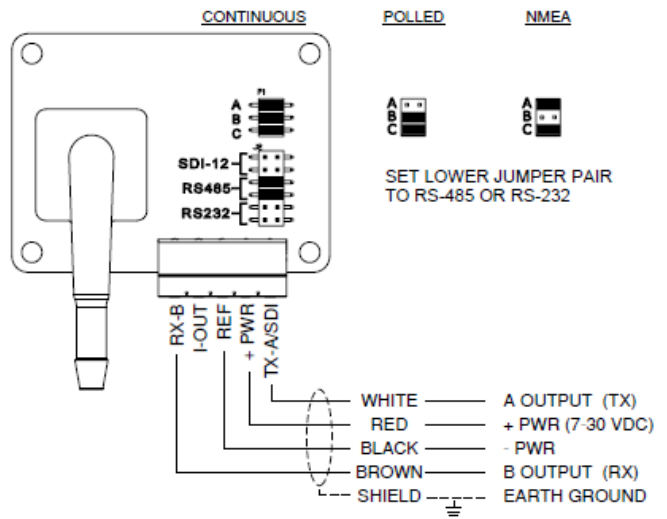 CONTINUOUS POLLED NMEA
P1
A
B
C
A
B
C
A
B
C
SDI-12
RS485
RS232
SET LOWER JUMPER PAIR
TO RS-485 OR RS-232
RX-B
I-OUT
REF
+ PWR
TX-A/SDI
WHITE A OUTPUT (TX)
RED + PWR (7-30 VDC)
BLACK - PWR
BROWN B OUTPUT (RX)
SHIELD EARTH GROUND